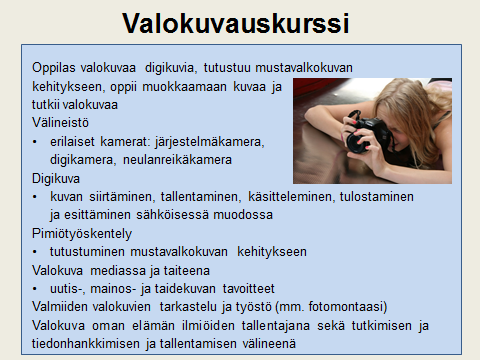 Valokuvauskurssi
Oppilas valokuvaa digikuvia, tutustuu mustavalkokuvan
kehitykseen, oppii muokkaamaan kuvaa ja
tutkii valokuvaa
Välineistö
• erilaiset kamerat: järjestelmäkamera,
digikamera, neulanreikäkamera
Digikuva
• kuvan siirtäminen, tallentaminen, käsitteleminen, tulostaminen
ja esittäminen sähköisessä muodossa
Pimiötyöskentely
• tutustuminen mustavalkokuvan kehitykseen
Valokuva mediassa ja taiteena
• uutis-, mainos- ja taidekuvan tavoitteet
Valmiiden valokuvien tarkastelu ja työstö (mm. fotomontaasi)
Valokuva oman elämän ilmiöiden tallentajana sekä tutkimisen ja
tiedonhankkimisen ja tallentamisen välineenä